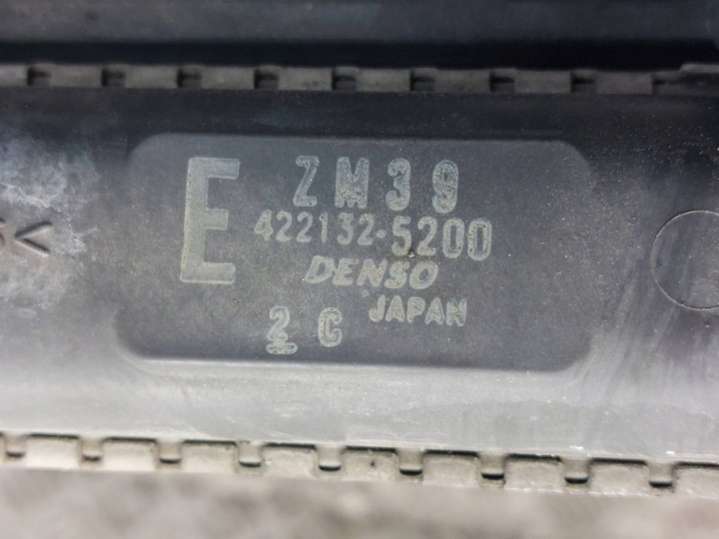 E
ZM39
422132-5200
DENSO
JAPAN
2 C